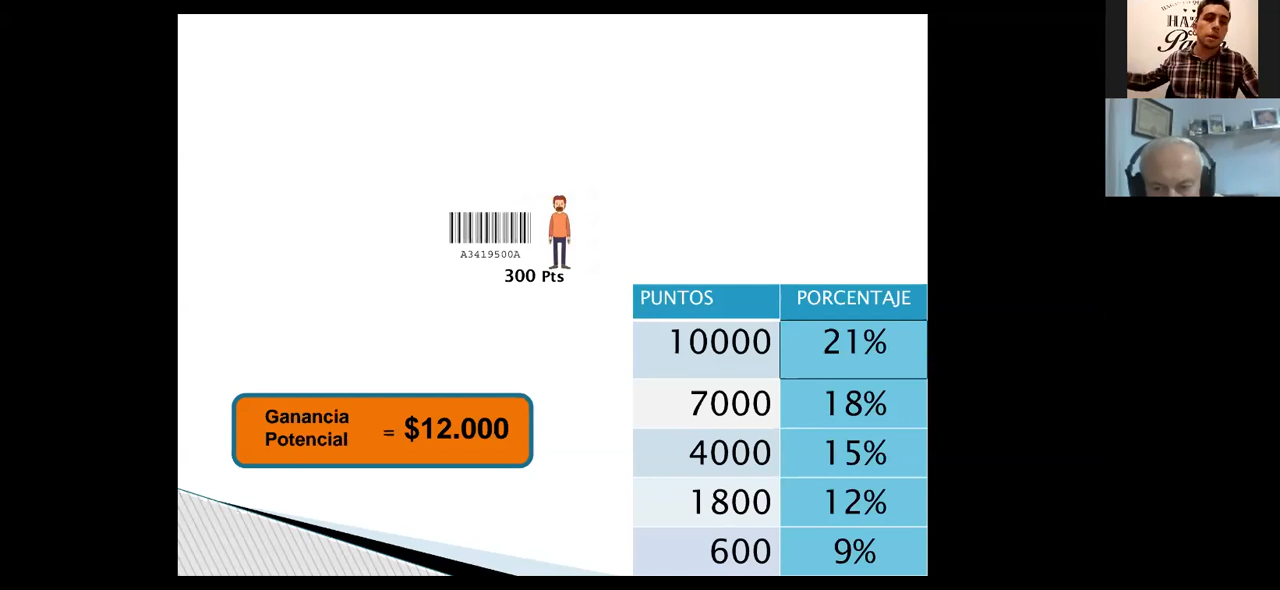 A3419500A
300 Pts
Ganancia
Potencial = $12.000
PUNTOS PORCENTAJE
10000 21%
7000 18%
4000 15%
1800 12%
600 9%